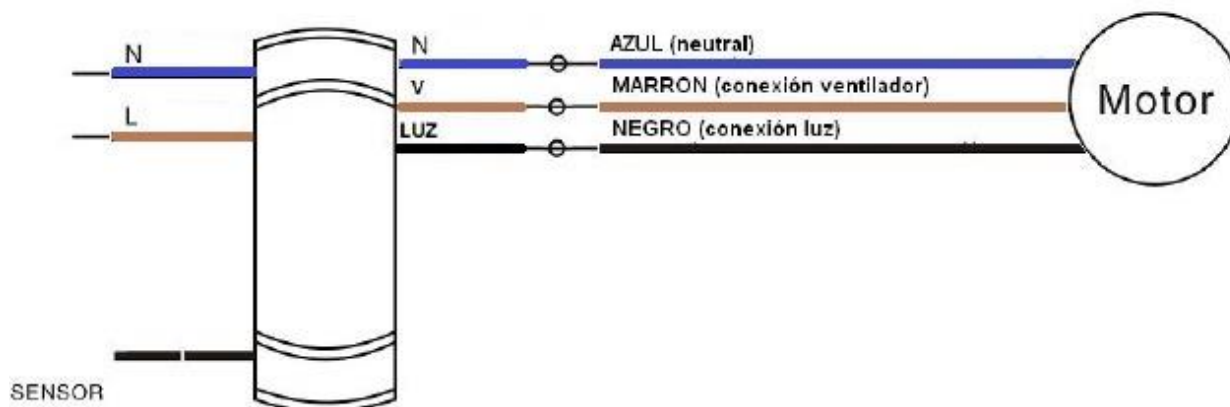 N
L
SENSOR
N
V
LUZ
AZUL (neutral)
MARRON (conexión ventilador)
NEGRO (conexión luz)
Motor